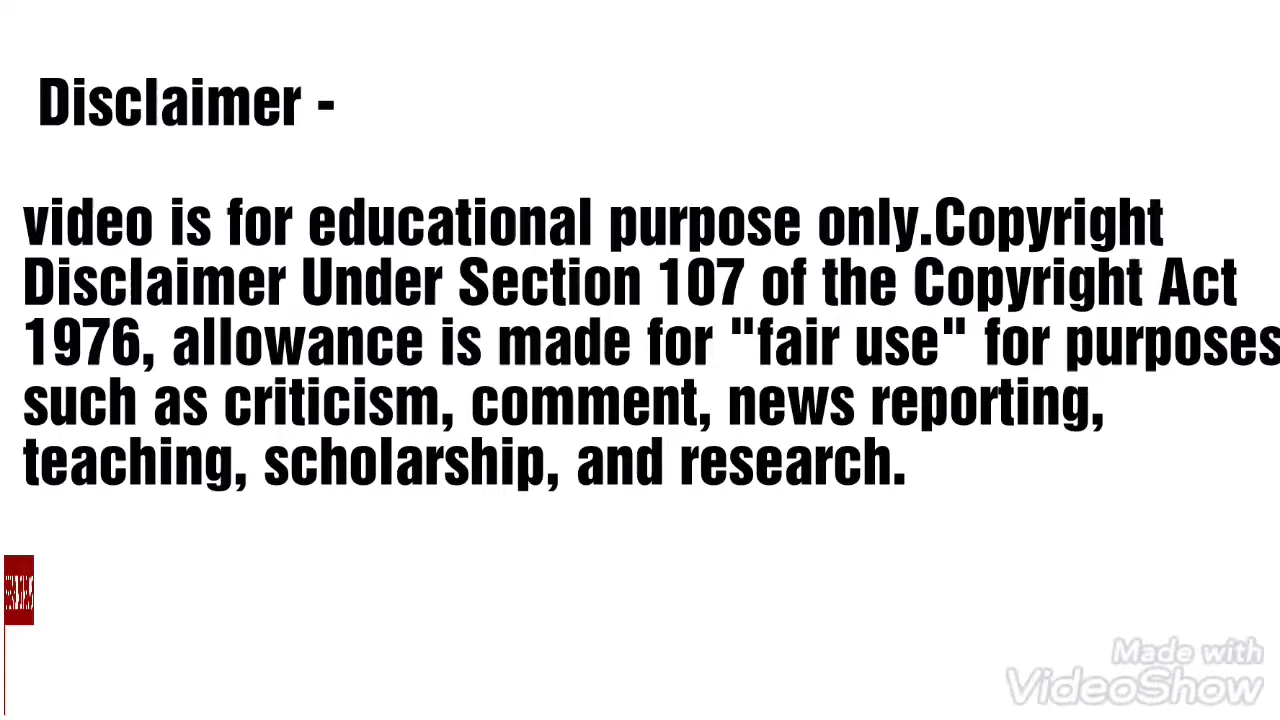 Disclaimer -
video is for educational purpose only.Copyright
Disclaimer Under Section 107 of the Copyright Act
1976, allowance is made for "fair use" for purposes
such as criticism, comment, news reporting,
teaching, scholarship, and research.
Made with
VideoShow